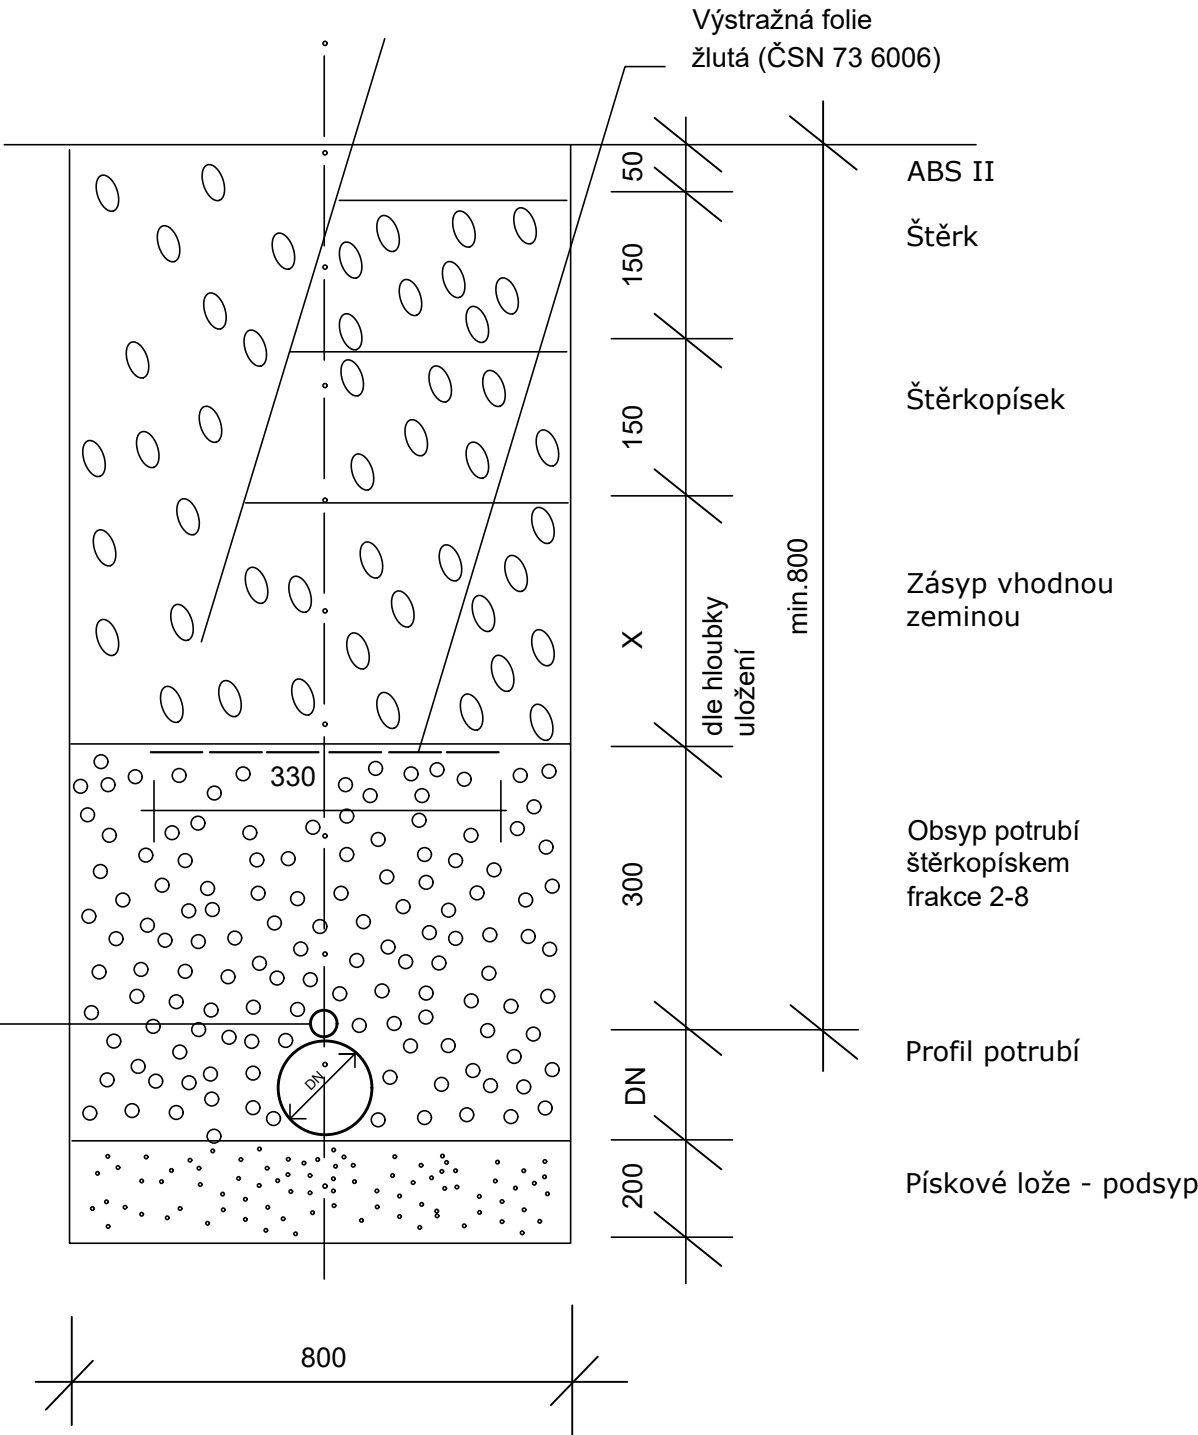 Výstražná folie
žlutá (ČSN 73 6006)
50
ABS II
150
Štěrk
150
Štěrkopísek
X
dle hloubky
uložení
min.800
Zásyp vhodnou
zeminou
330
300
Obsyp potrubí
štěrkopískem
frakce 2-8
DN
DN
Profil potrubí
200
Pískové lože - podsyp
800